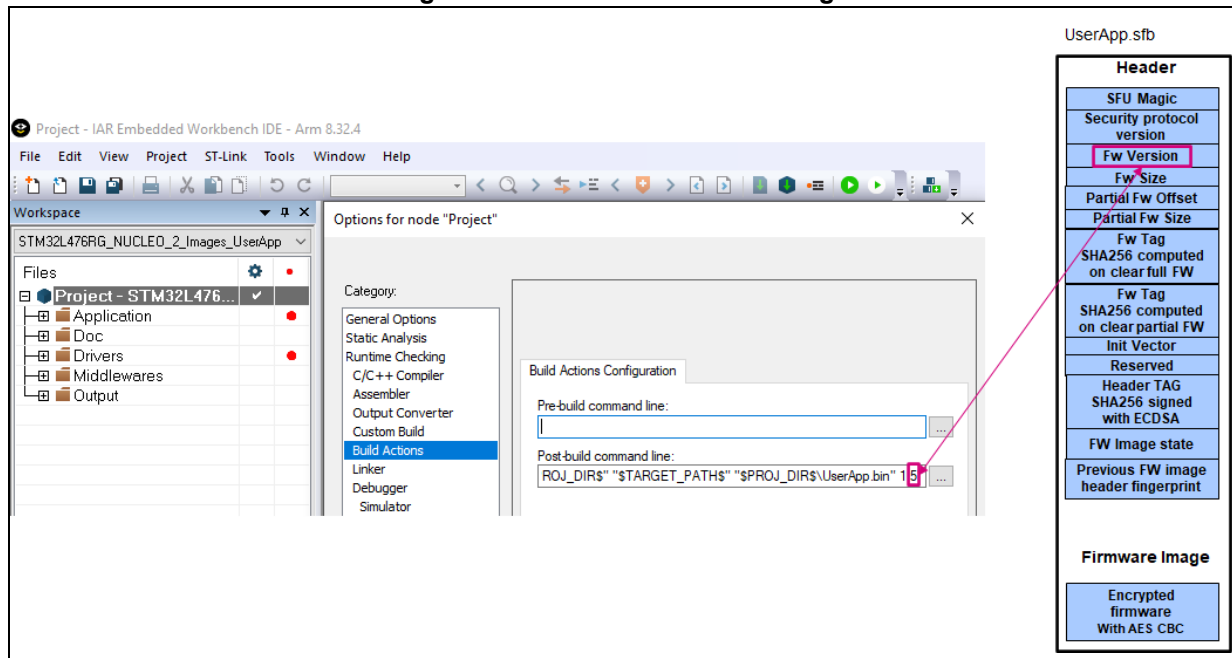 UserApp.sfb
Header
SFU Magic
Security protocol
version
Fw Version
Fw Size
Partial Fw Offset
Partial Fw Size
Fw Tag
SHA256 computed
on clear full FW
Fw Tag
SHA256 computed
on clear partial FW
Init Vector
Reserved
Header TAG
SHA256 signed
with ECDSA
FW Image state
Previous FW image
header fingerprint
Firmware Image
Encrypted
firmware
With AES CBC
Project - IAR Embedded Workbench IDE - Arm 8.32.4
File Edit View Project ST-Link Tools Window Help
Workspace
STM32L476RG_NUCLEO_2_Images_UserApp
Files
Project - STM32L476...
Application
Doc
Drivers
Middlewares
Output
Options for node "Project"
Category:
General Options
Static Analysis
Runtime Checking
C/C++ Compiler
Assembler
Output Converter
Custom Build
Build Actions
Linker
Debugger
Simulator
Build Actions Configuration
Pre-build command line:
...
Post-build command line:
ROJ_DIR$" "$TARGET_PATH$" "$PROJ_DIR$\UserApp.bin" 1 5
...